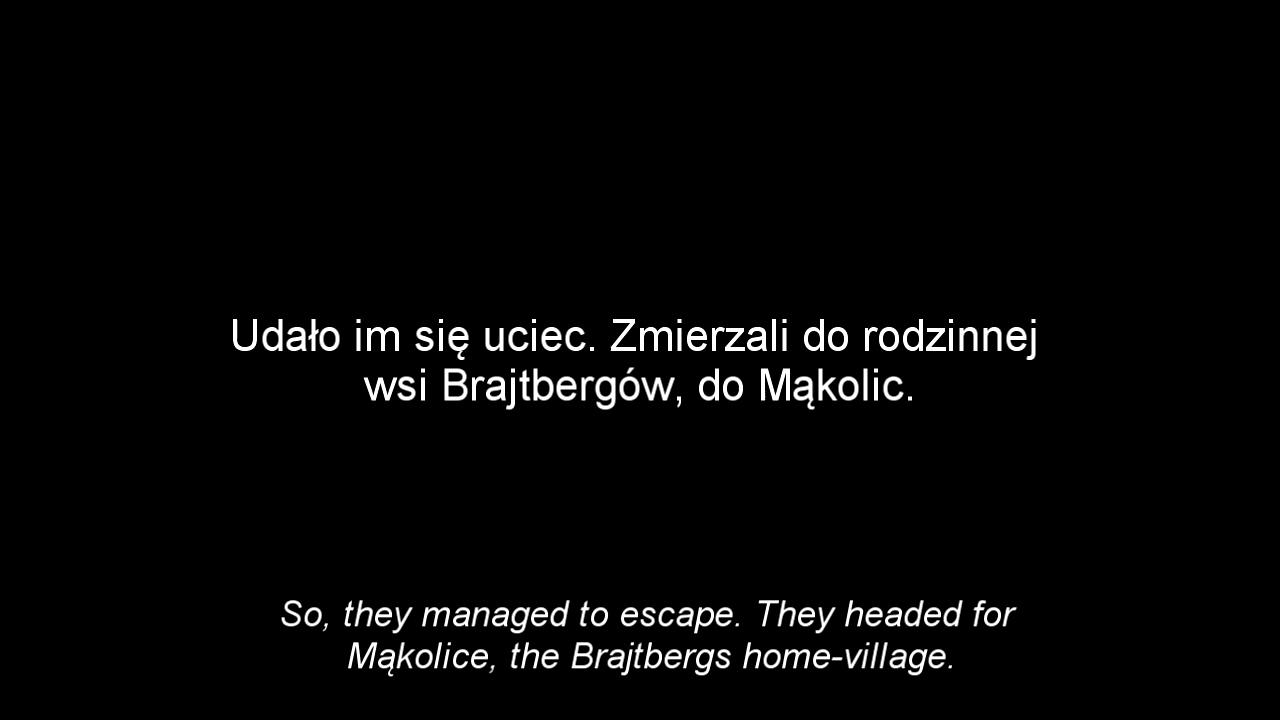 Udało im się uciec. Zmierzali do rodzinnej
wsi Brajtbergów, do Mąkolic.
So, they managed to escape. They headed for
Mąkolice, the Brajtbergs home-village.